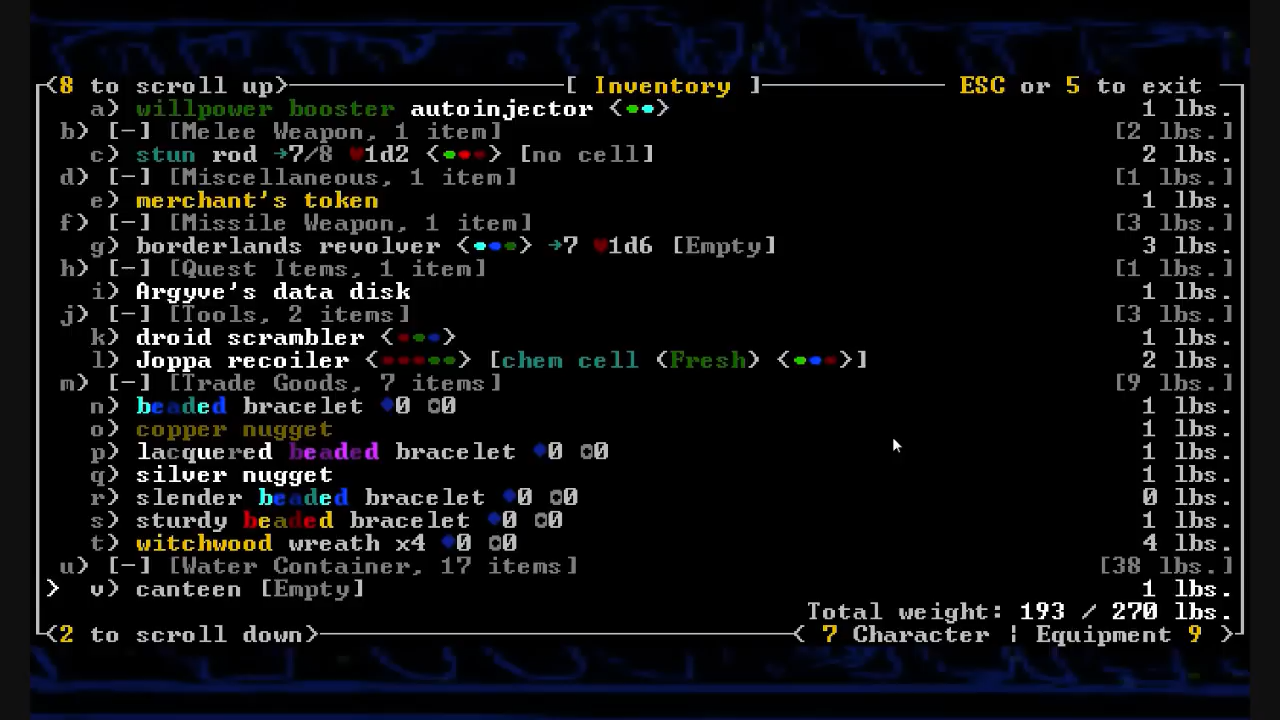 <8 to scroll up> [ Inventory ] ESC or 5 to exit
a) willpower booster autoinjector <••> 1 lbs.
b) [-] [Melee Weapon, 1 item] [2 lbs.]
c) stun rod →7/8 ♥1d2 <•••> [no cell] 2 lbs.
d) [-] [Miscellaneous, 1 item] [1 lbs.]
e) merchant's token 1 lbs.
f) [-] [Missile Weapon, 1 item] [3 lbs.]
g) borderlands revolver <•••> →7 ♥1d6 [Empty] 3 lbs.
h) [-] [Quest Items, 1 item] [1 lbs.]
i) Argyve's data disk 1 lbs.
j) [-] [Tools, 2 items] [3 lbs.]
k) droid scrambler <•••> 1 lbs.
l) Joppa recoiler <•••••> [chem cell (Fresh) <•••>] 2 lbs.
m) [-] [Trade Goods, 7 items] [9 lbs.]
n) beaded bracelet ♦0 ◘0 1 lbs.
o) copper nugget 1 lbs.
p) lacquered beaded bracelet ♦0 ◘0 1 lbs.
q) silver nugget 1 lbs.
r) slender beaded bracelet ♦0 ◘0 0 lbs.
s) sturdy beaded bracelet ♦0 ◘0 1 lbs.
t) witchwood wreath x4 ♦0 ◘0 4 lbs.
u) [-] [Water Container, 17 items] [38 lbs.]
> v) canteen [Empty] 1 lbs.
Total weight: 193 / 270 lbs.
<2 to scroll down> < 7 Character | Equipment 9 >